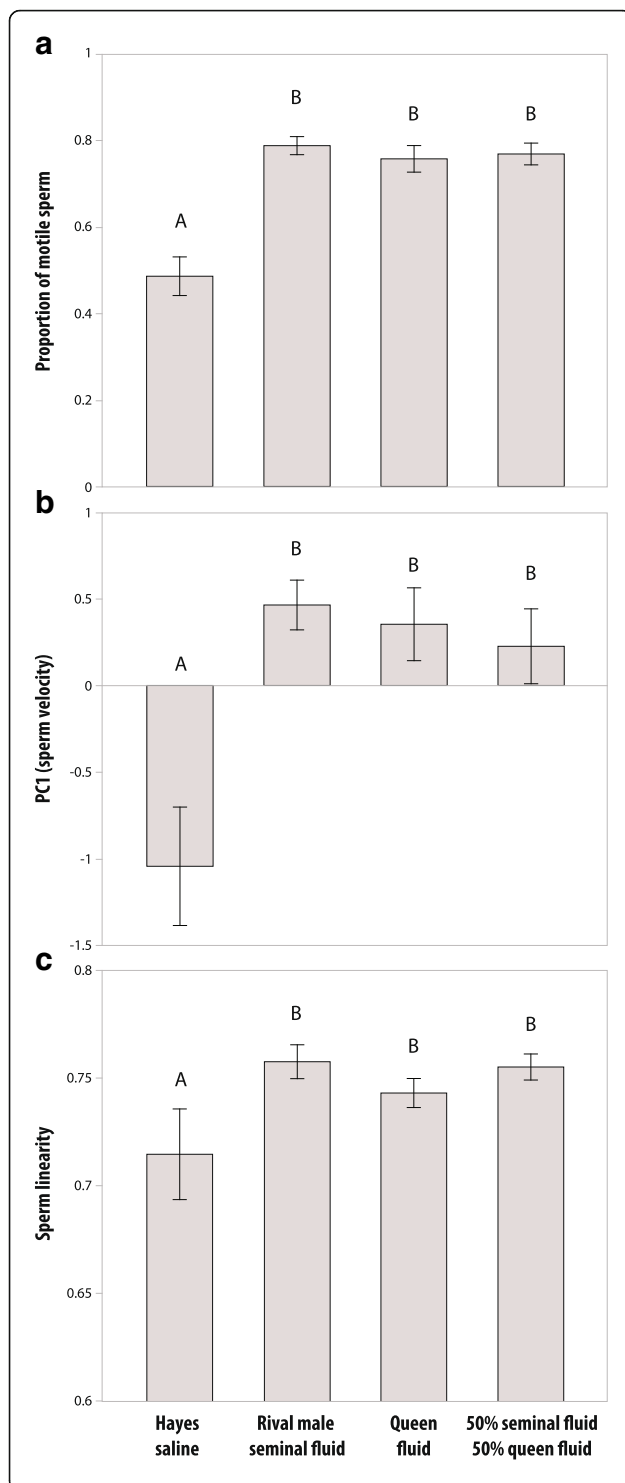 a
1
0.8
0.6
0.4
0.2
0
Proportion of motile sperm
A
B
B
B
b
1
0.5
0
-0.5
-1
-1.5
PC1 (sperm velocity)
A
B
B
B
c
0.8
0.75
0.7
0.65
0.6
Sperm linearity
A
B
B
B
Hayes
saline
Rival male
seminal fluid
Queen
fluid
50% seminal fluid
50% queen fluid